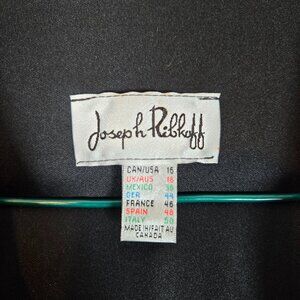 Joseph Ribkoff
CAN/USA 16
UK/AUS 18
MEXICO 38
GER 44
FRANCE 46
SPAIN 48
ITALY 50
MADE IN/FAIT AU
CANADA